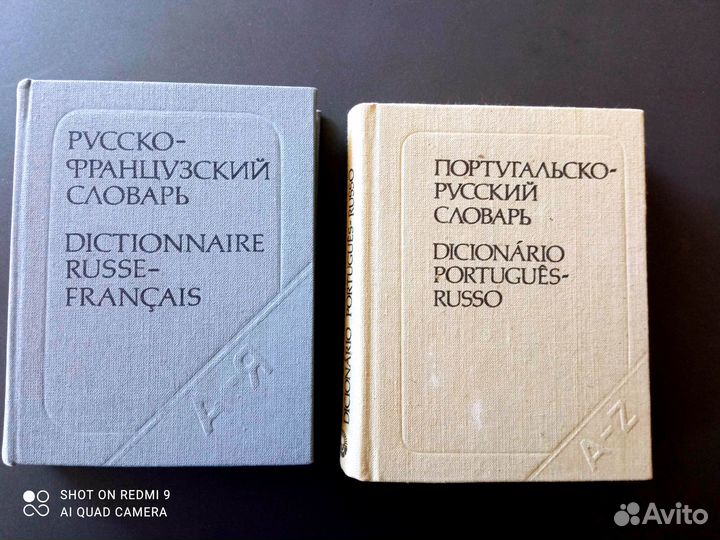 РУССКО-
ФРАНЦУЗСКИЙ
СЛОВАРЬ
DICTIONNAIRE
RUSSE-
FRANÇAIS
А-Я
ПОРТУГАЛЬСКО-
РУССКИЙ
СЛОВАРЬ
DICIONÁRIO
PORTUGUÊS-
RUSSO
A-Z
DICIONÁRIO PORTUGUÊS-RUSSO
SHOT ON REDMI 9
AI QUAD CAMERA
Avito